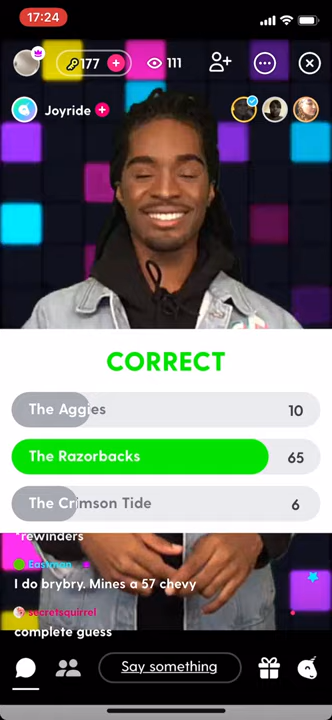 17:24
177
111
Joyride
CORRECT
The Aggies 10
The Razorbacks 65
The Crimson Tide 6
*rewinders
Eastman
I do brybry. Mines a 57 chevy
secretsquirrel
complete guess
Say something